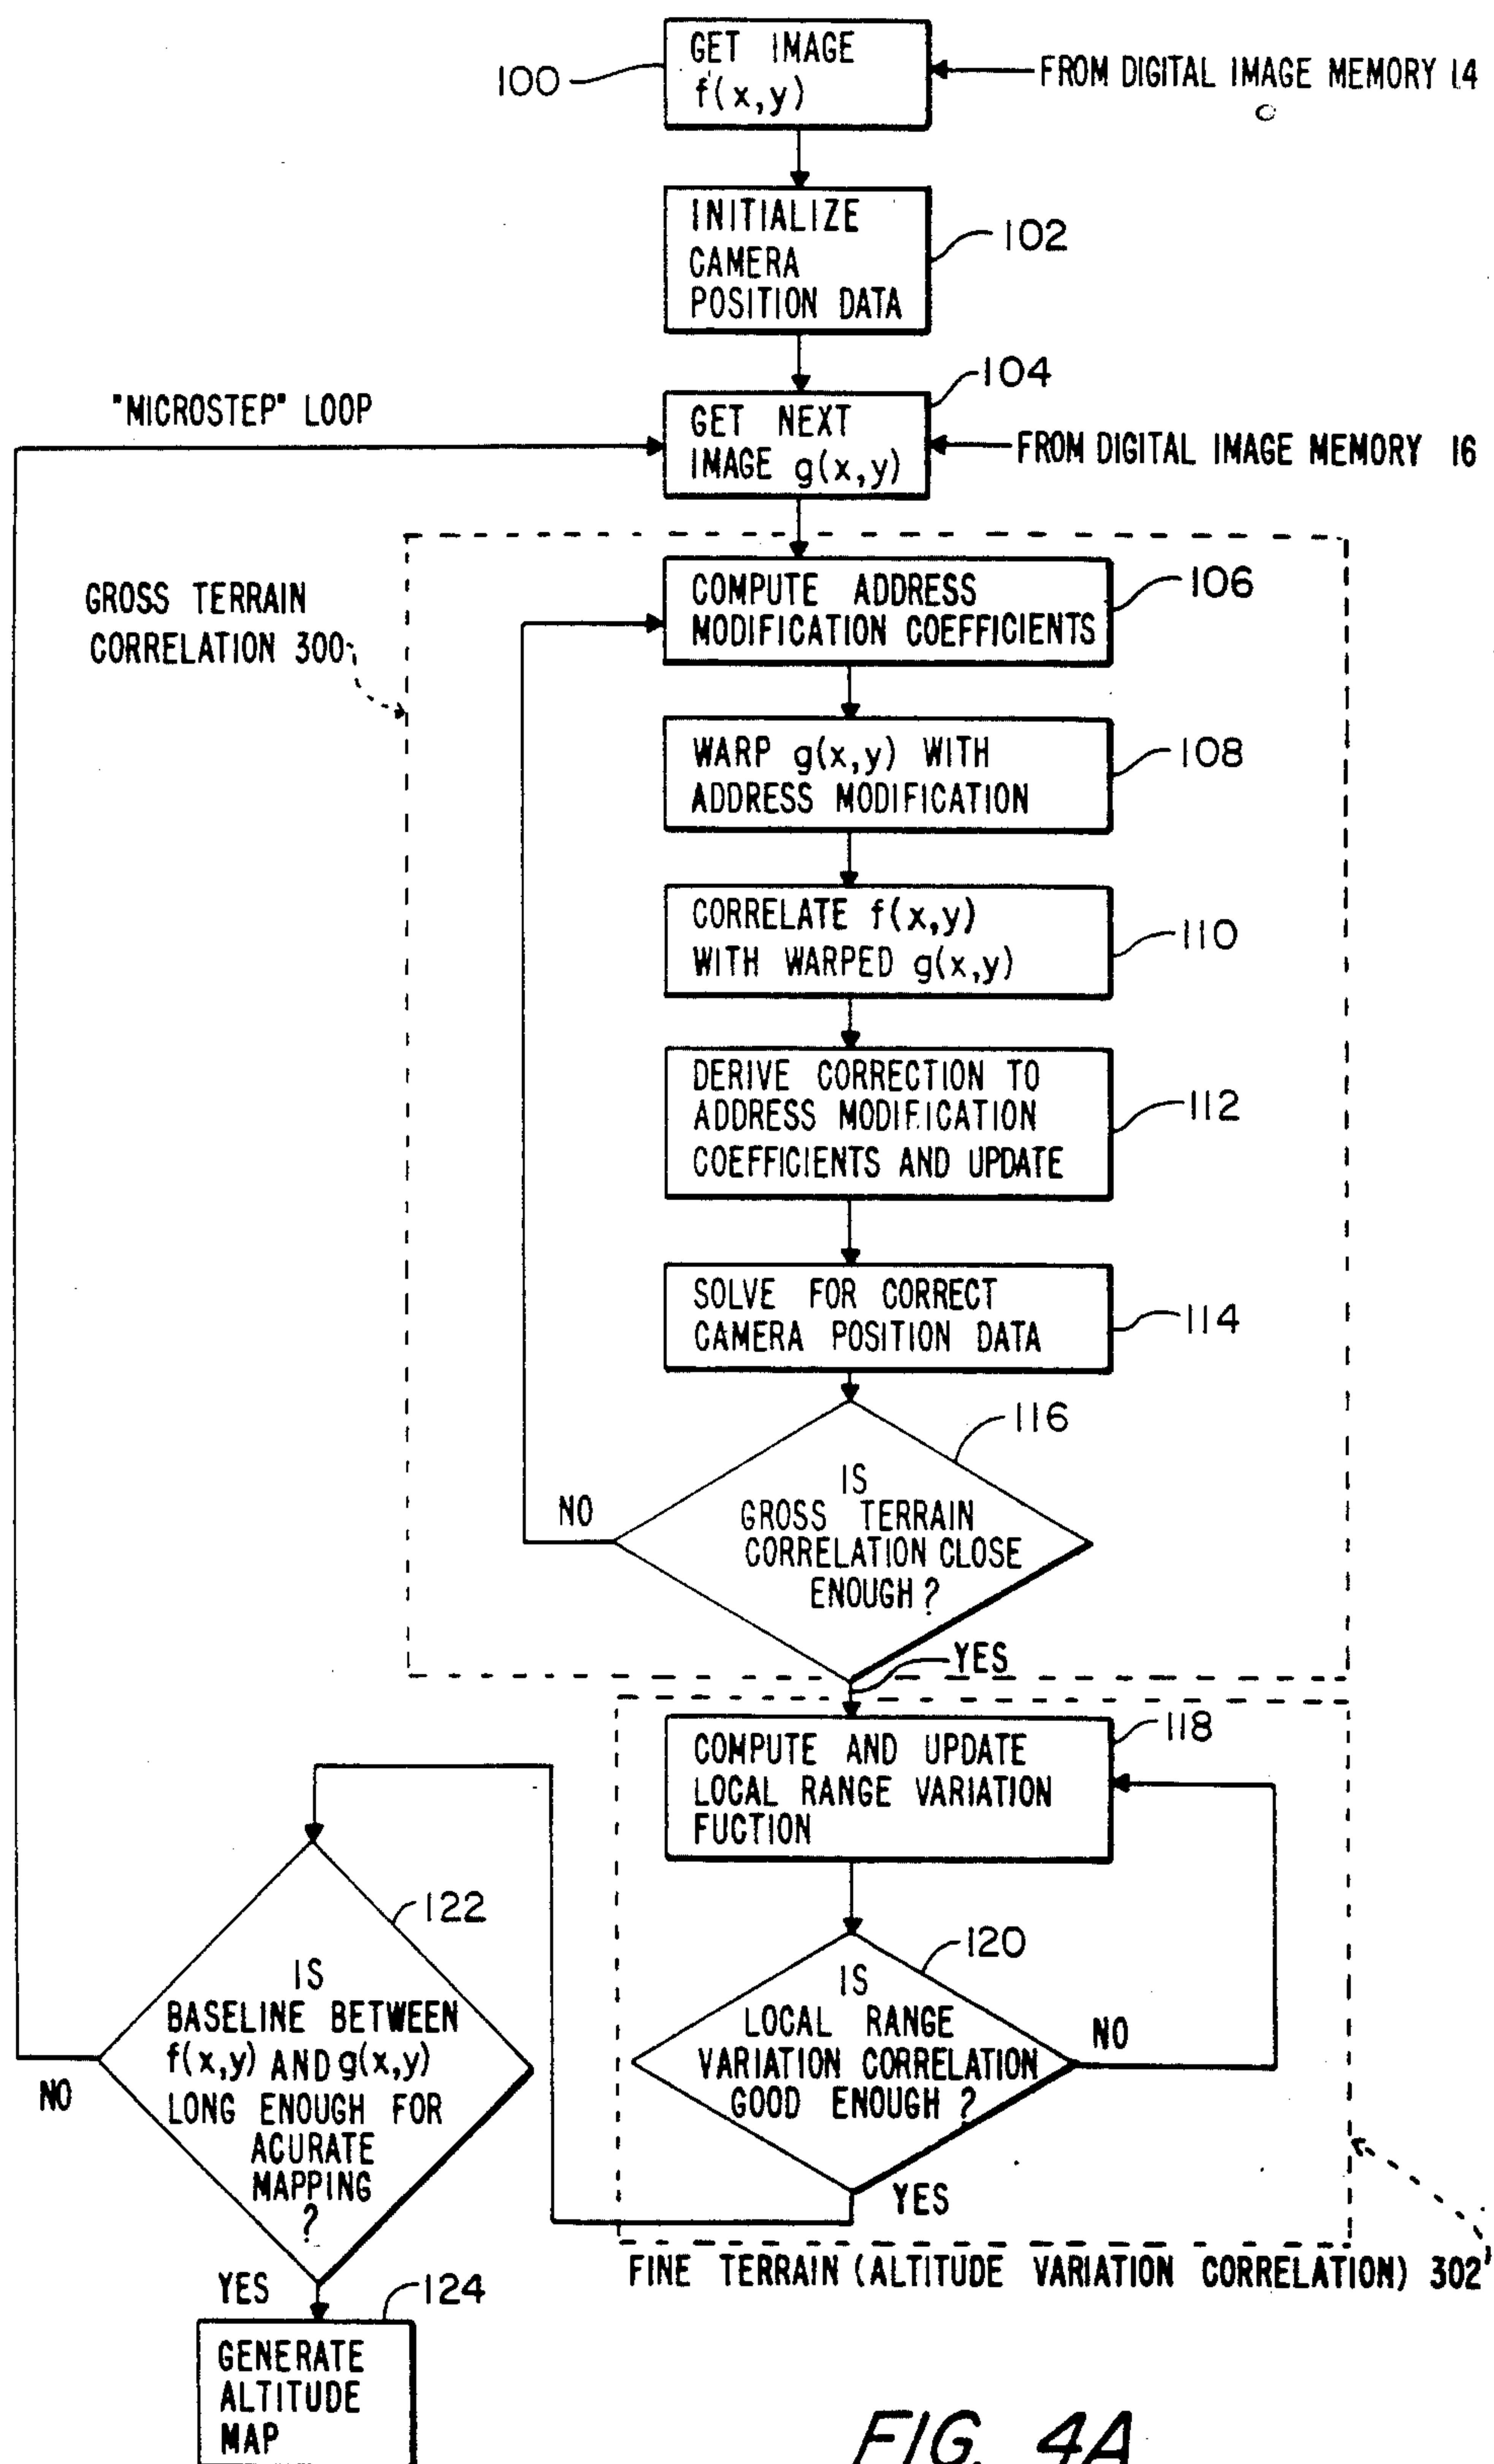 GET IMAGE
f(x,y)
100
FROM DIGITAL IMAGE MEMORY 14
INITIALIZE
CAMERA
POSITION DATA
102
104
"MICROSTEP" LOOP
GET NEXT
IMAGE g(x,y)
FROM DIGITAL IMAGE MEMORY 16
GROSS TERRAIN
CORRELATION 300
COMPUTE ADDRESS
MODIFICATION COEFFICIENTS
106
WARP g(x,y) WITH
ADDRESS MODIFICATION
108
CORRELATE f(x,y)
WITH WARPED g(x,y)
110
DERIVE CORRECTION TO
ADDRESS MODIFICATION
COEFFICIENTS AND UPDATE
112
SOLVE FOR CORRECT
CAMERA POSITION DATA
114
116
IS
GROSS TERRAIN
CORRELATION CLOSE
ENOUGH ?
NO
YES
118
COMPUTE AND UPDATE
LOCAL RANGE VARIATION
FUCTION
120
IS
LOCAL RANGE
VARIATION CORRELATION
GOOD ENOUGH ?
NO
YES
122
IS
BASELINE BETWEEN
f(x,y) AND g(x,y)
LONG ENOUGH FOR
ACURATE
MAPPING
?
NO
YES
FINE TERRAIN (ALTITUDE VARIATION CORRELATION) 302
124
GENERATE
ALTITUDE
MAP
FIG. 4A